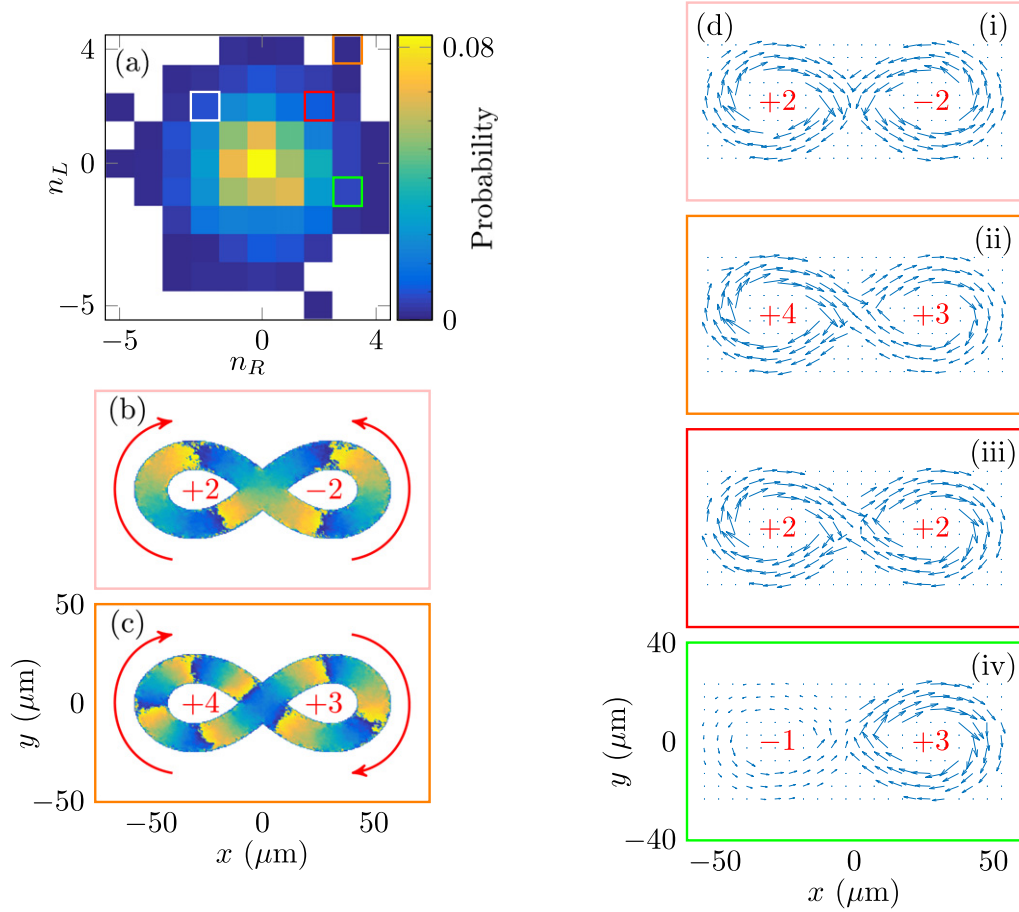 (a)
4
0
−5
n_L
−5
0
4
n_R
0.08
0
Probability
(b)
+2
−2
(c)
+4
+3
50
0
−50
y (μm)
−50
0
50
x (μm)
(d)
(i)
+2
−2
(ii)
+4
+3
(iii)
+2
+2
(iv)
−1
+3
40
0
−40
y (μm)
−50
0
50
x (μm)